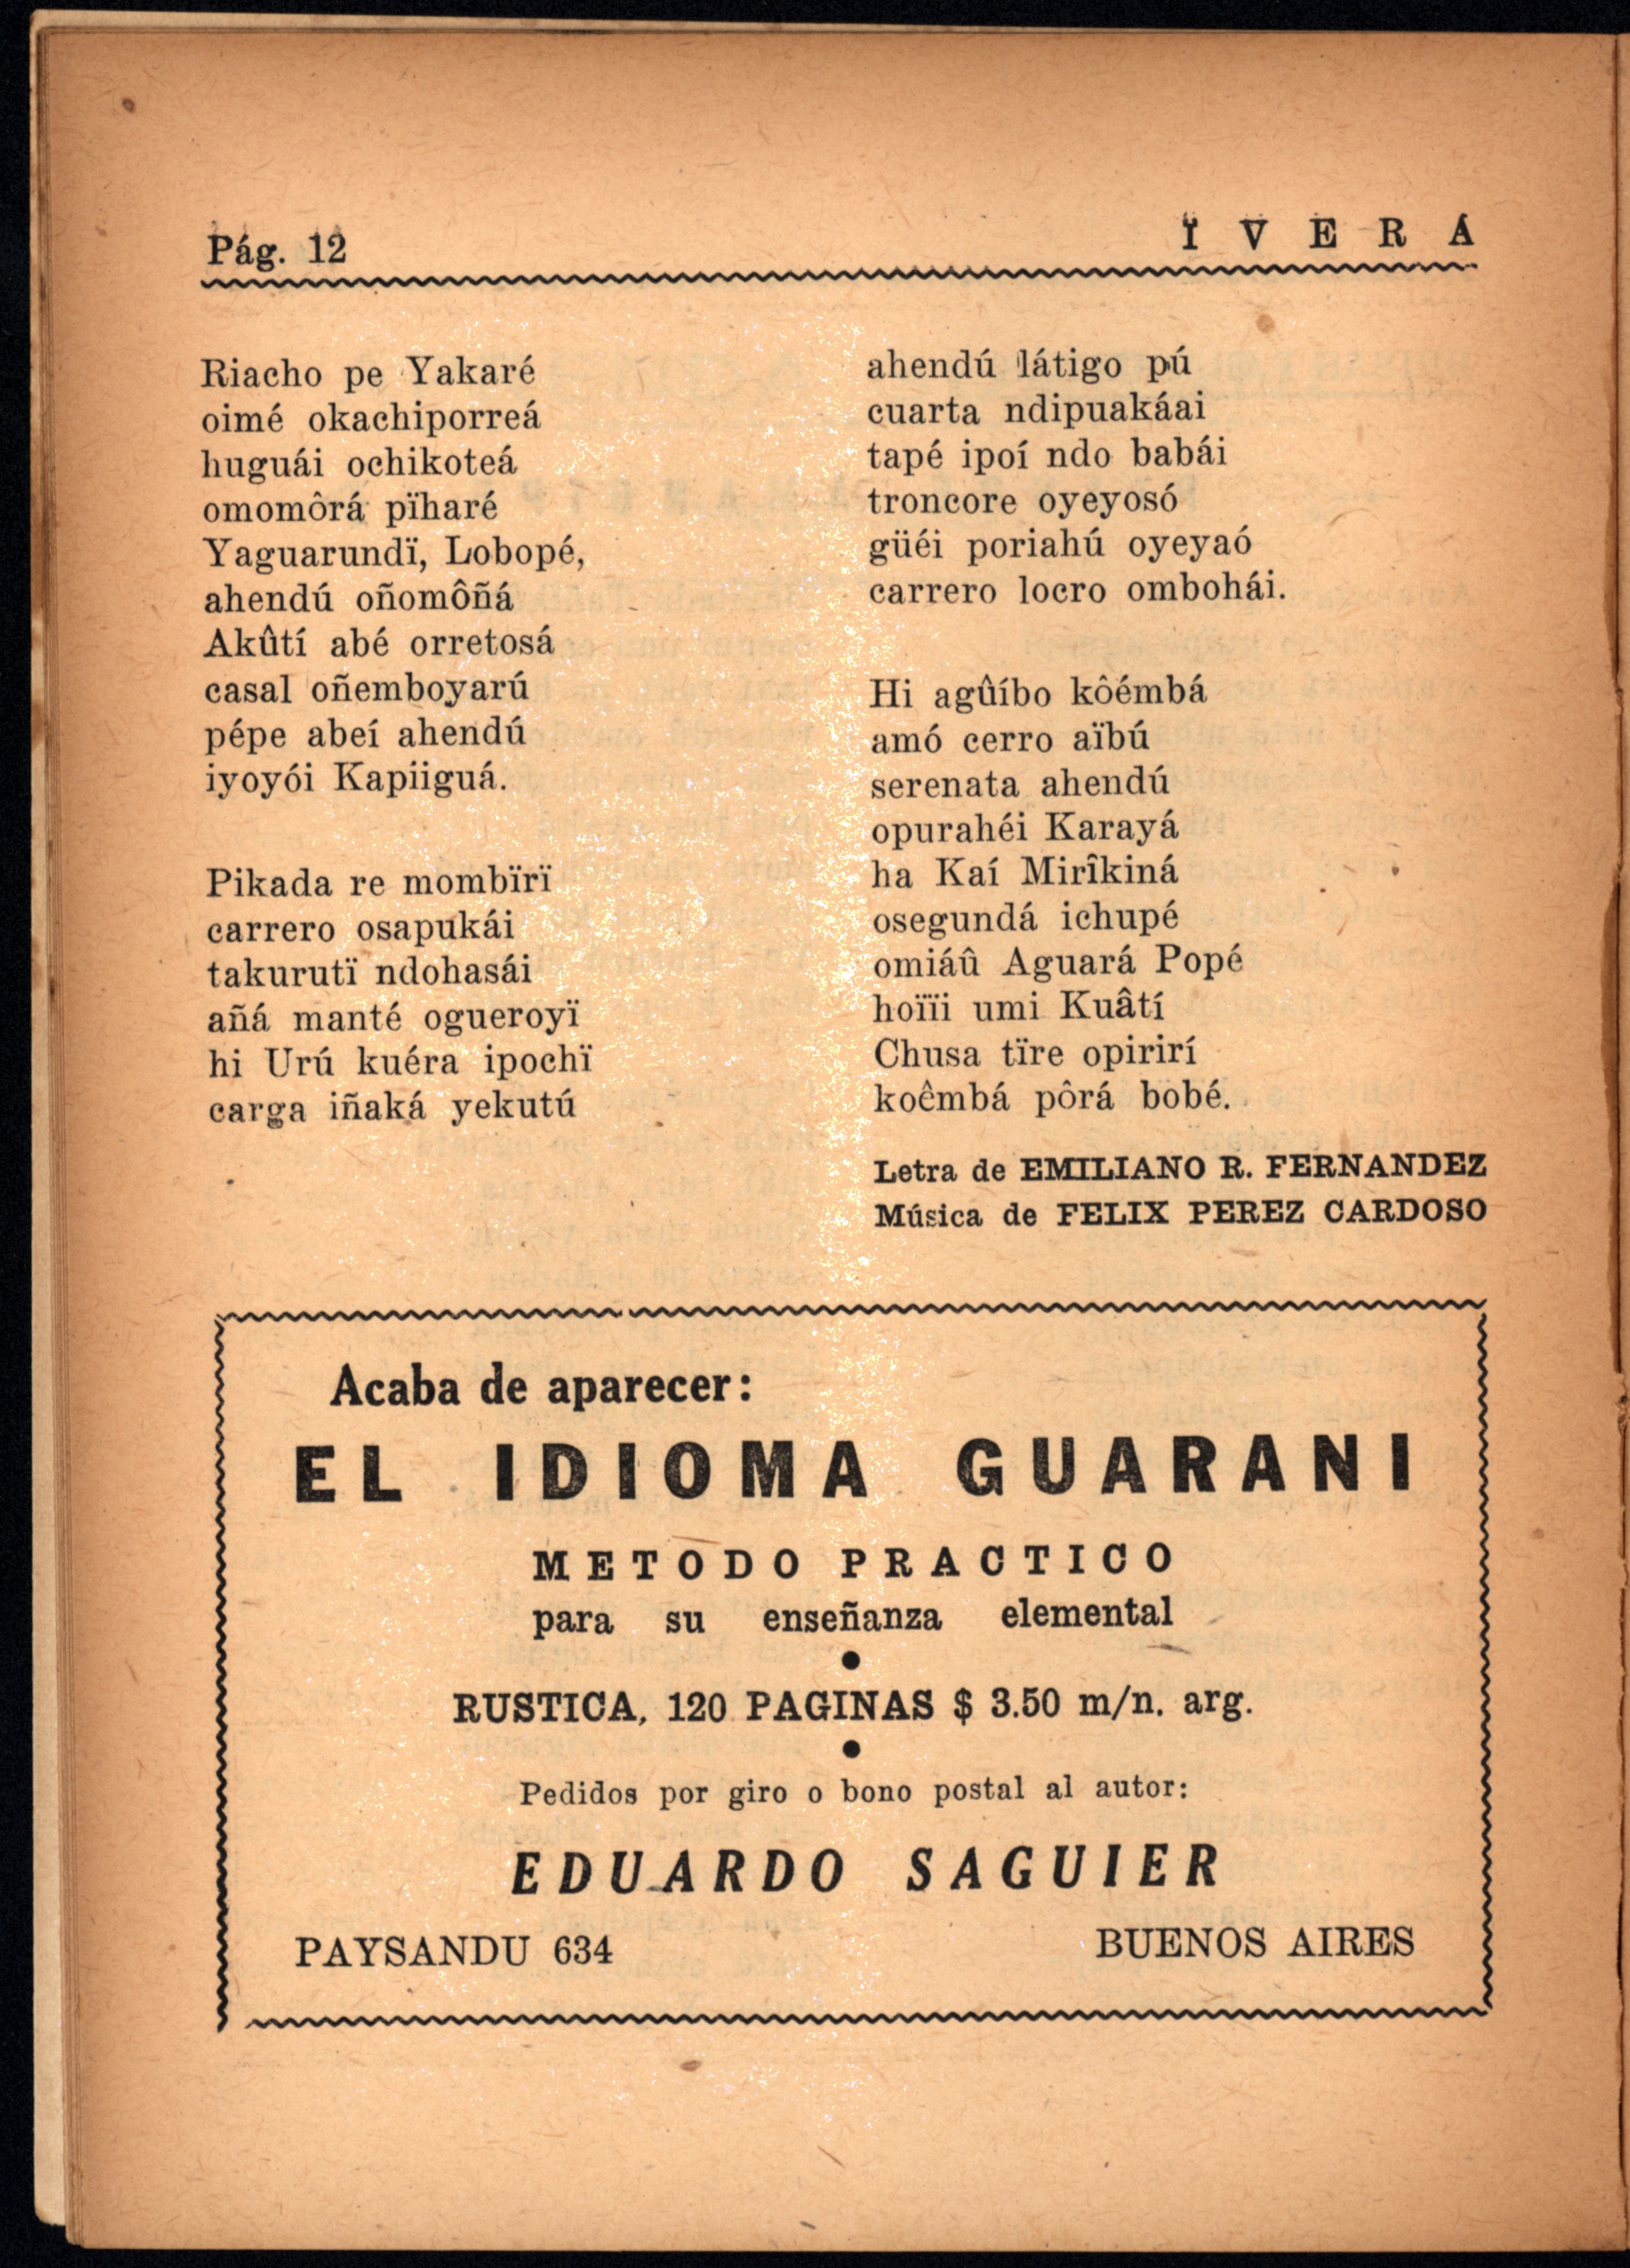 Pág. 12
Ï V E R Á
Riacho pe Yakaré
oimé okachiporreá
huguái ochikoteá
omomôrá pïharé
Yaguarundï, Lobopé,
ahendú oñomôñá
Akûtí abé orretosá
casal oñemboyarú
pépe abeí ahendú
iyoyói Kapiiguá.
Pikada re mombïrï
carrero osapukái
takurutï ndohasái
añá manté ogueroyï
hi Urú kuéra ipochï
carga iñaká yekutú
ahendú látigo pú
cuarta ndipuakáai
tapé ipoí ndo babái
troncore oyeyosó
güéi poriahú oyeyaó
carrero locro ombohái.
Hi agûíbo kôémbá
amó cerro aïbú
serenata ahendú
opurahéi Karayá
ha Kaí Mirîkiná
osegundá ichupé
omiáû Aguará Popé
hoïïi umi Kuâtí
Chusa tïre opirirí
koêmbá pôrá bobé.
Letra de EMILIANO R. FERNANDEZ
Música de FELIX PEREZ CARDOSO
Acaba de aparecer:
EL IDIOMA GUARANI
METODO PRACTICO
para su enseñanza elemental
●
RUSTICA, 120 PAGINAS $ 3.50 m/n. arg.
●
Pedidos por giro o bono postal al autor:
EDUARDO SAGUIER
PAYSANDU 634 BUENOS AIRES